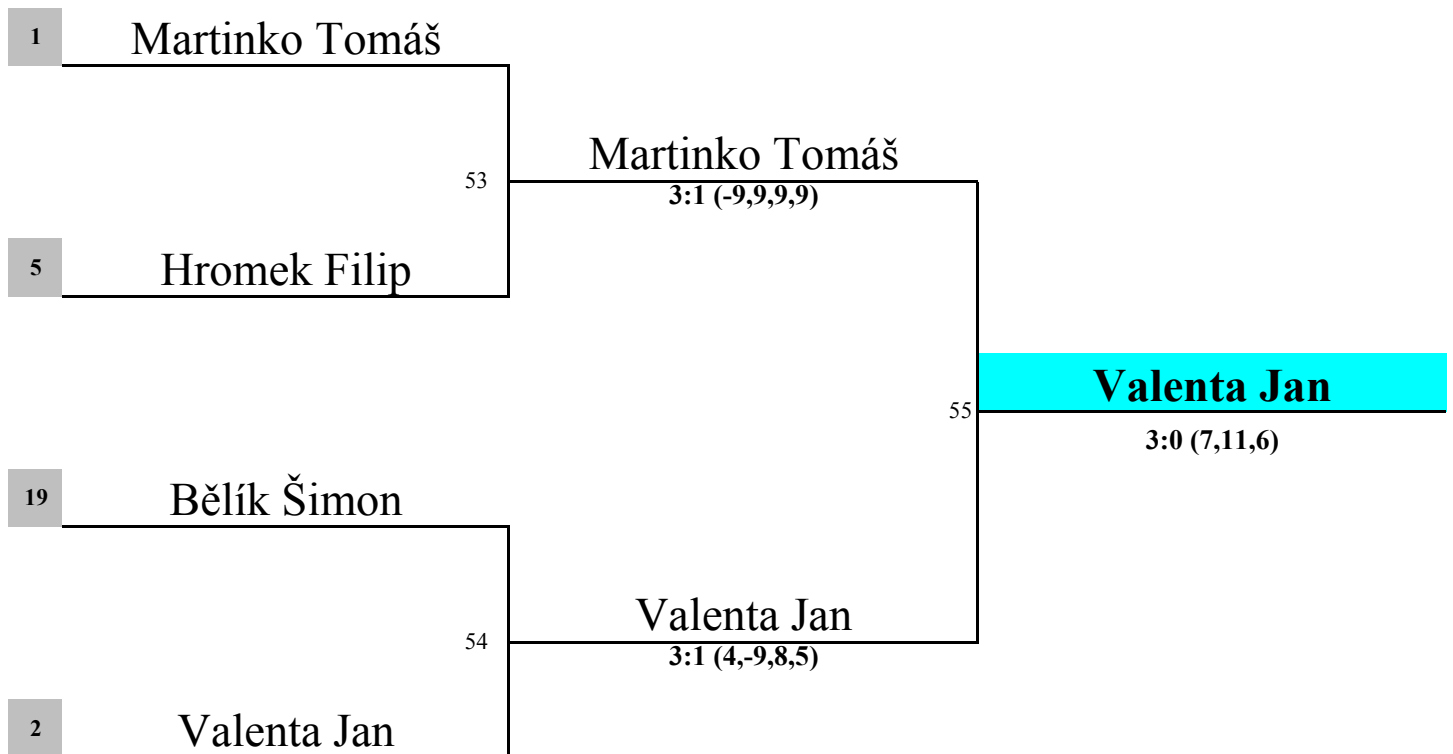 1 Martinko Tomáš
Martinko Tomáš
53
3:1 (-9,9,9,9)
5 Hromek Filip
Valenta Jan
55
3:0 (7,11,6)
19 Bělík Šimon
Valenta Jan
54
3:1 (4,-9,8,5)
2 Valenta Jan